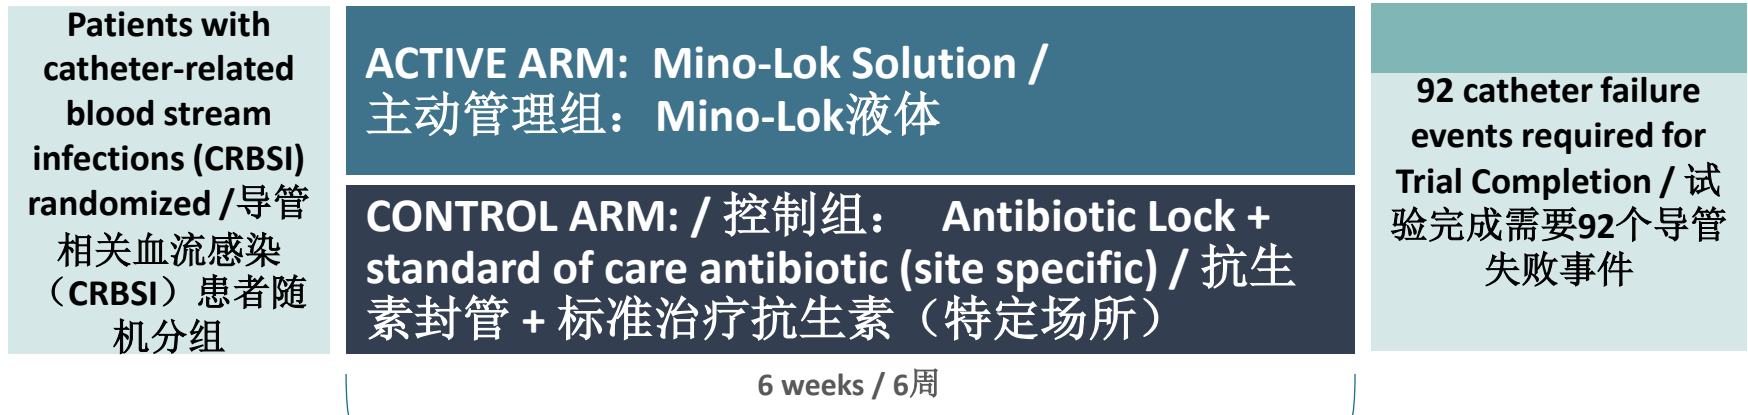 Patients with
catheter-related
blood stream
infections (CRBSI)
randomized /导管
相关血流感染
（CRBSI）患者随
机分组
ACTIVE ARM: Mino-Lok Solution /
主动管理组：Mino-Lok液体
CONTROL ARM: / 控制组： Antibiotic Lock +
standard of care antibiotic (site specific) / 抗生
素封管 + 标准治疗抗生素（特定场所）
6 weeks / 6周
92 catheter failure
events required for
Trial Completion / 试
验完成需要92个导管
失败事件